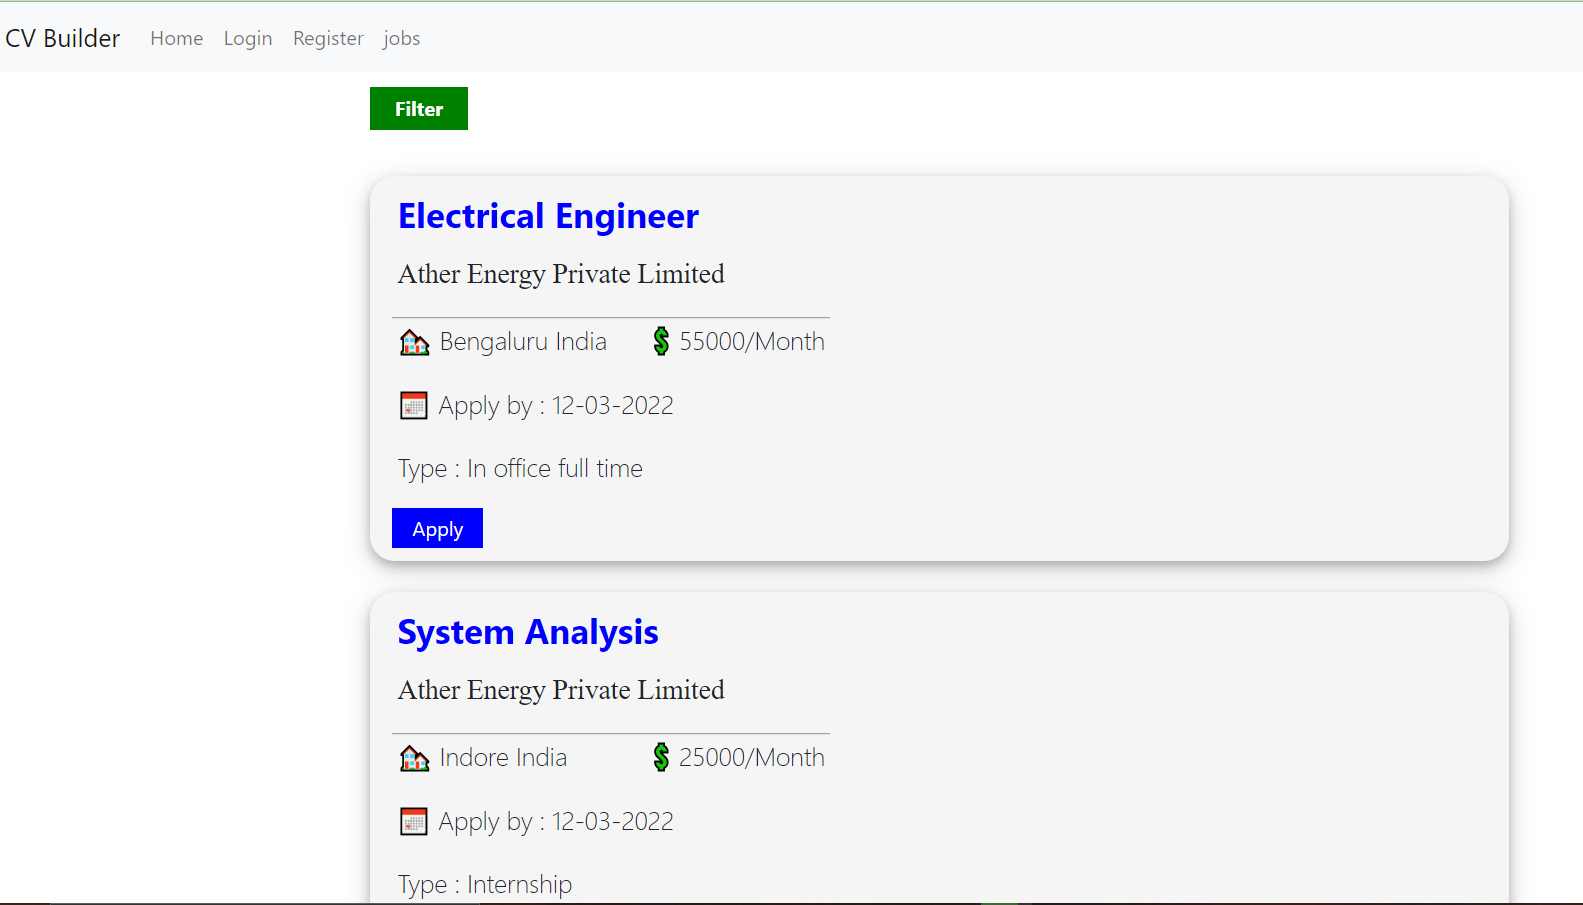 CV Builder Home Login Register jobs
Filter
Electrical Engineer
Ather Energy Private Limited
Bengaluru India 55000/Month
Apply by : 12-03-2022
Type : In office full time
Apply
System Analysis
Ather Energy Private Limited
Indore India 25000/Month
Apply by : 12-03-2022
Type : Internship